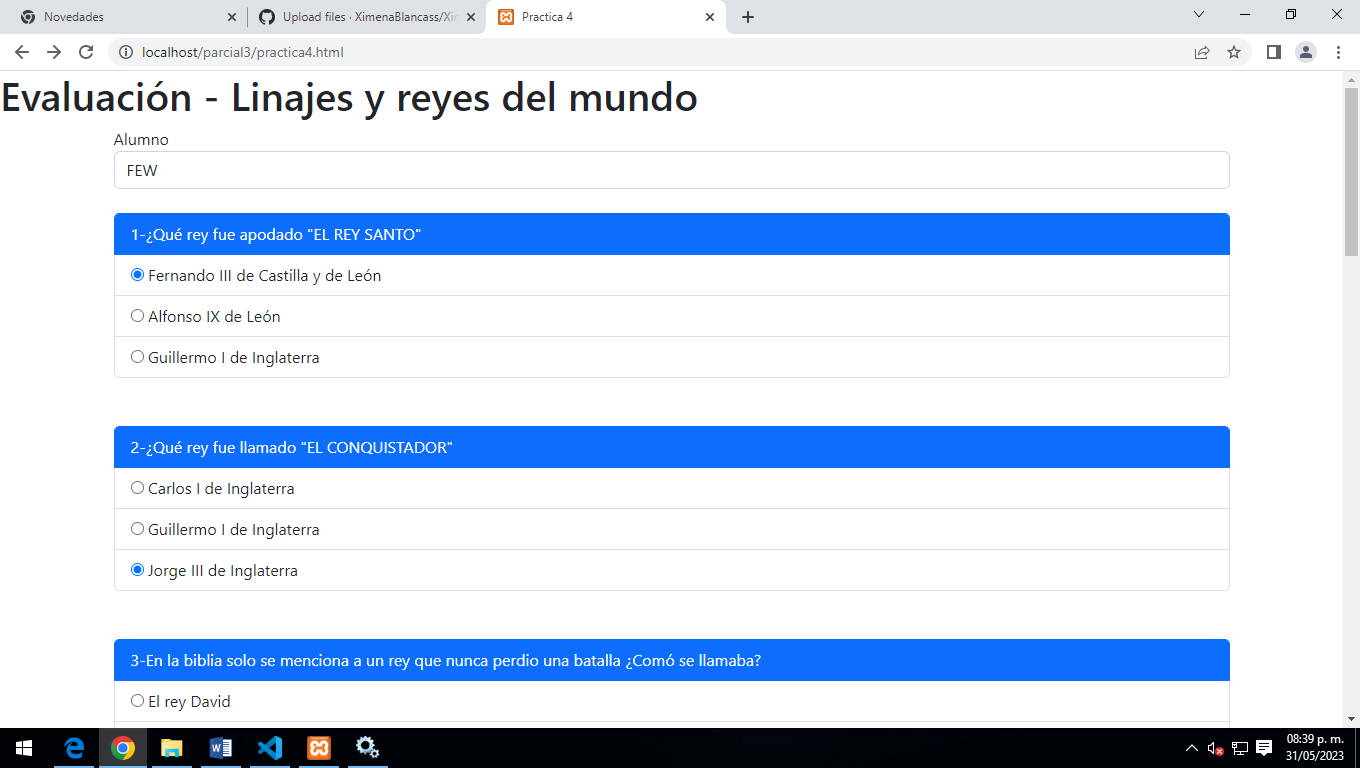 Novedades
Upload files · XimenaBlancass/Xir
Practica 4
localhost/parcial3/practica4.html
Evaluación - Linajes y reyes del mundo
Alumno
FEW
1-¿Qué rey fue apodado "EL REY SANTO"
Fernando III de Castilla y de León
Alfonso IX de León
Guillermo I de Inglaterra
2-¿Qué rey fue llamado "EL CONQUISTADOR"
Carlos I de Inglaterra
Guillermo I de Inglaterra
Jorge III de Inglaterra
3-En la biblia solo se menciona a un rey que nunca perdio una batalla ¿Comó se llamaba?
El rey David
08:39 p. m.
31/05/2023